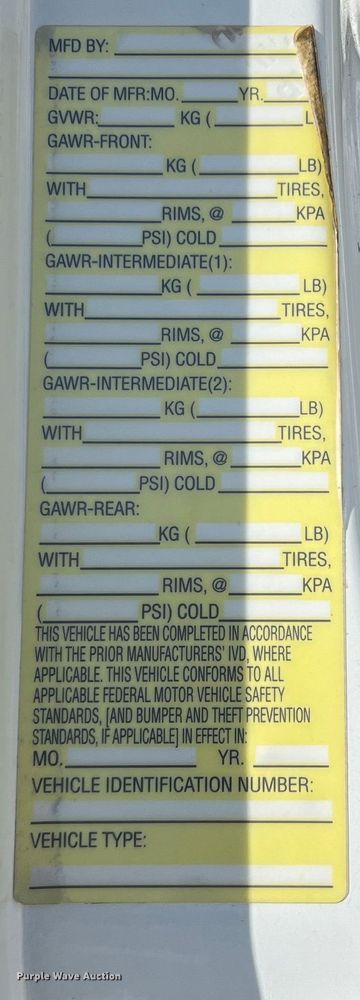 MFD BY:
DATE OF MFR:MO. YR.
GVWR: KG ( L
GAWR-FRONT:
KG ( LB)
WITH TIRES,
RIMS, @ KPA
( PSI) COLD
GAWR-INTERMEDIATE(1):
KG ( LB)
WITH TIRES,
RIMS, @ KPA
( PSI) COLD
GAWR-INTERMEDIATE(2):
KG ( LB)
WITH TIRES,
RIMS, @ KPA
( PSI) COLD
GAWR-REAR:
KG ( LB)
WITH TIRES,
RIMS, @ KPA
( PSI) COLD
THIS VEHICLE HAS BEEN COMPLETED IN ACCORDANCE
WITH THE PRIOR MANUFACTURERS' IVD, WHERE
APPLICABLE. THIS VEHICLE CONFORMS TO ALL
APPLICABLE FEDERAL MOTOR VEHICLE SAFETY
STANDARDS, [AND BUMPER AND THEFT PREVENTION
STANDARDS, IF APPLICABLE] IN EFFECT IN:
MO. YR.
VEHICLE IDENTIFICATION NUMBER:
VEHICLE TYPE:
Purple Wave Auction